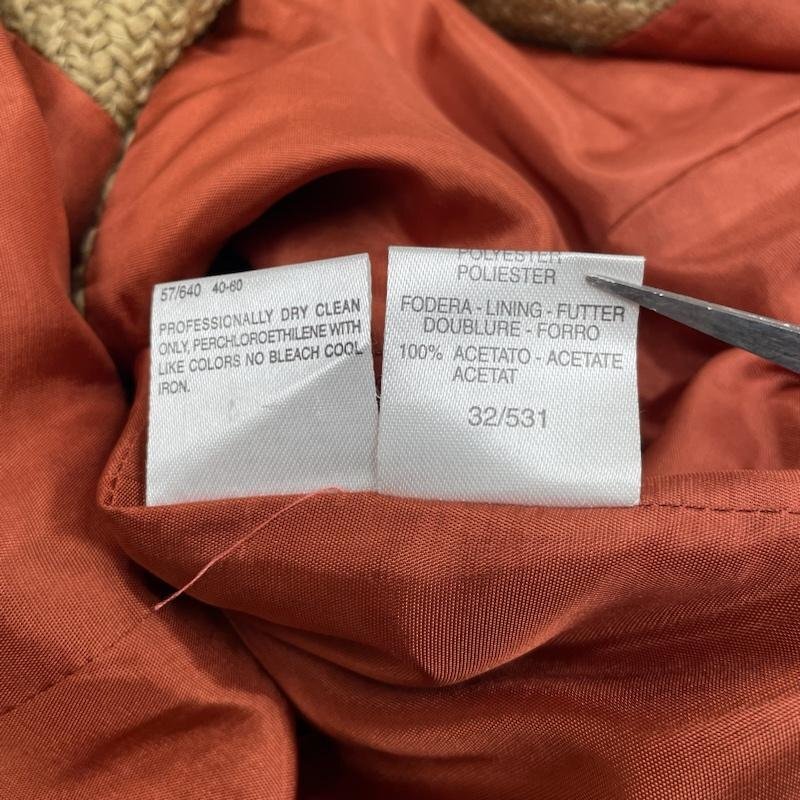 57/640 40-60
PROFESSIONALLY DRY CLEAN
ONLY, PERCHLOROETHILENE WITH
LIKE COLORS NO BLEACH COOL
IRON.
POLYESTER
POLIESTER
FODERA - LINING - FUTTER
DOUBLURE - FORRO
100% ACETATO - ACETATE
ACETAT
32/531